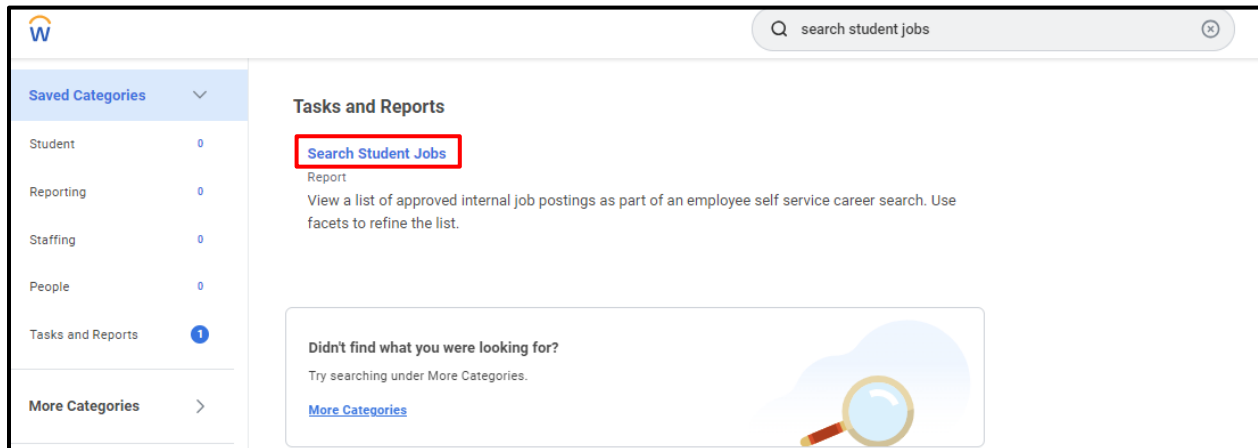 W
search student jobs
Saved Categories
Student 0
Reporting 0
Staffing 0
People 0
Tasks and Reports 1
More Categories
Tasks and Reports
Search Student Jobs
Report
View a list of approved internal job postings as part of an employee self service career search. Use
facets to refine the list.
Didn't find what you were looking for?
Try searching under More Categories.
More Categories